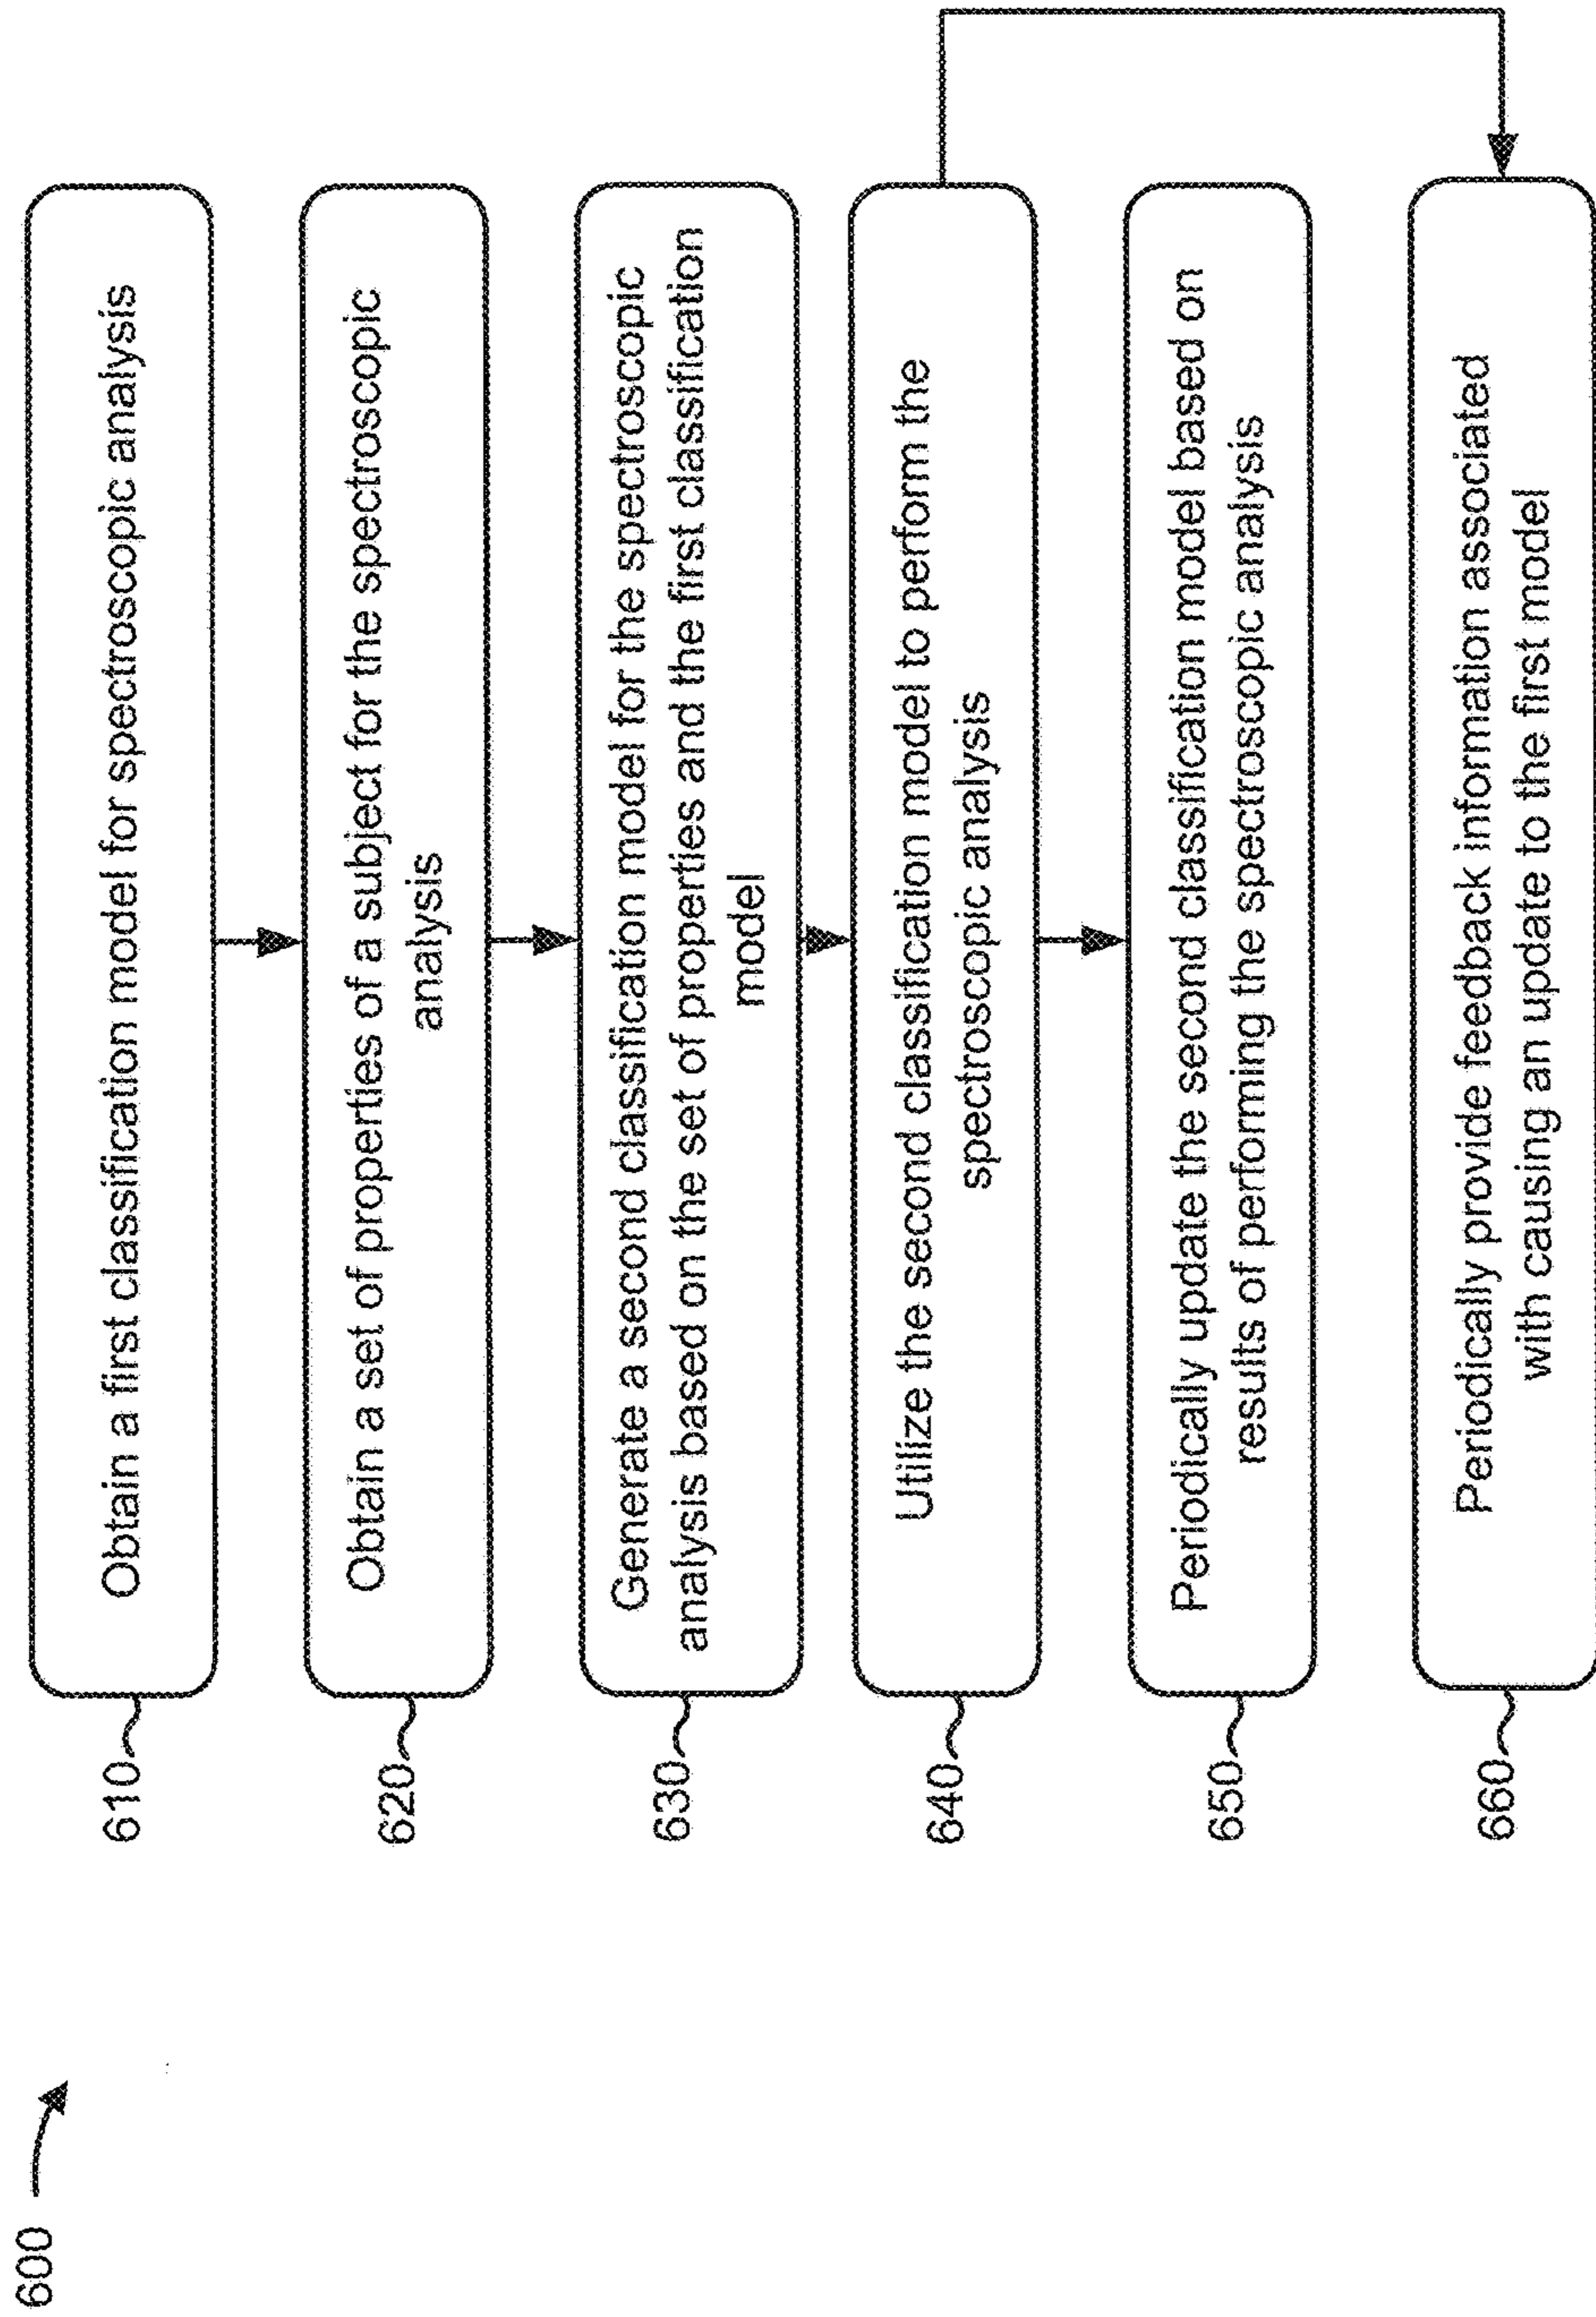 600
610
Obtain a first classification model for spectroscopic analysis
620
Obtain a set of properties of a subject for the spectroscopic
analysis
630
Generate a second classification model for the spectroscopic
analysis based on the set of properties and the first classification
model
640
Utilize the second classification model to perform the
spectroscopic analysis
650
Periodically update the second classification model based on
results of performing the spectroscopic analysis
660
Periodically provide feedback information associated
with causing an update to the first model